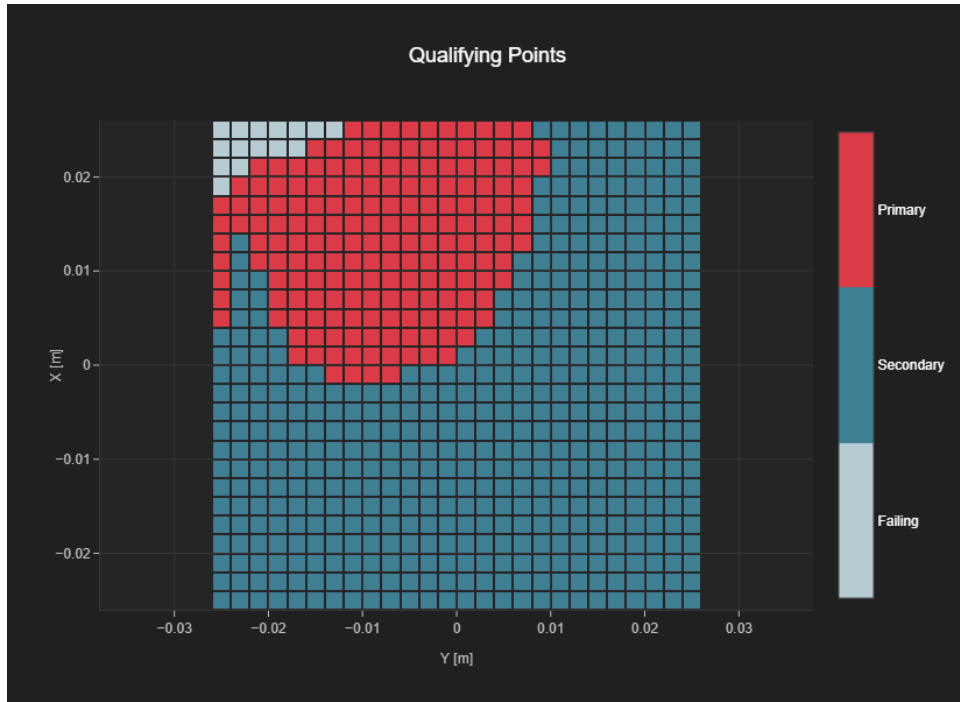 Qualifying Points
0.02
0.01
0
−0.01
−0.02
X [m]
−0.03
−0.02
−0.01
0
0.01
0.02
0.03
Y [m]
Primary
Secondary
Failing